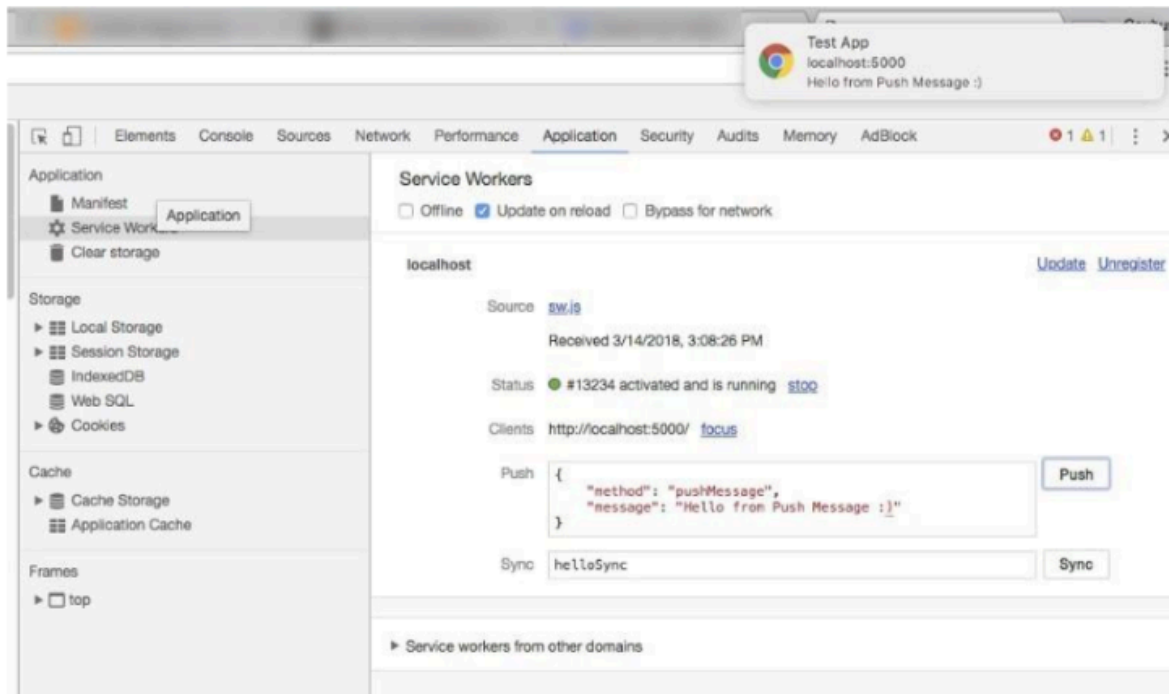 Test App
localhost:5000
Hello from Push Message :)
Elements Console Sources Network Performance Application Security Audits Memory AdBlock 1 1
Application
Manifest
Application
Service Workers
Clear storage
Storage
Local Storage
Session Storage
IndexedDB
Web SQL
Cookies
Cache
Cache Storage
Application Cache
Frames
top
Service Workers
Offline Update on reload Bypass for network
localhost Update Unregister
Source sw.js
Received 3/14/2018, 3:08:26 PM
Status #13234 activated and is running stop
Clients http://localhost:5000/ focus
Push {
"method": "pushMessage",
"message": "Hello from Push Message :)"
}
Push
Sync helloSync Sync
Service workers from other domains